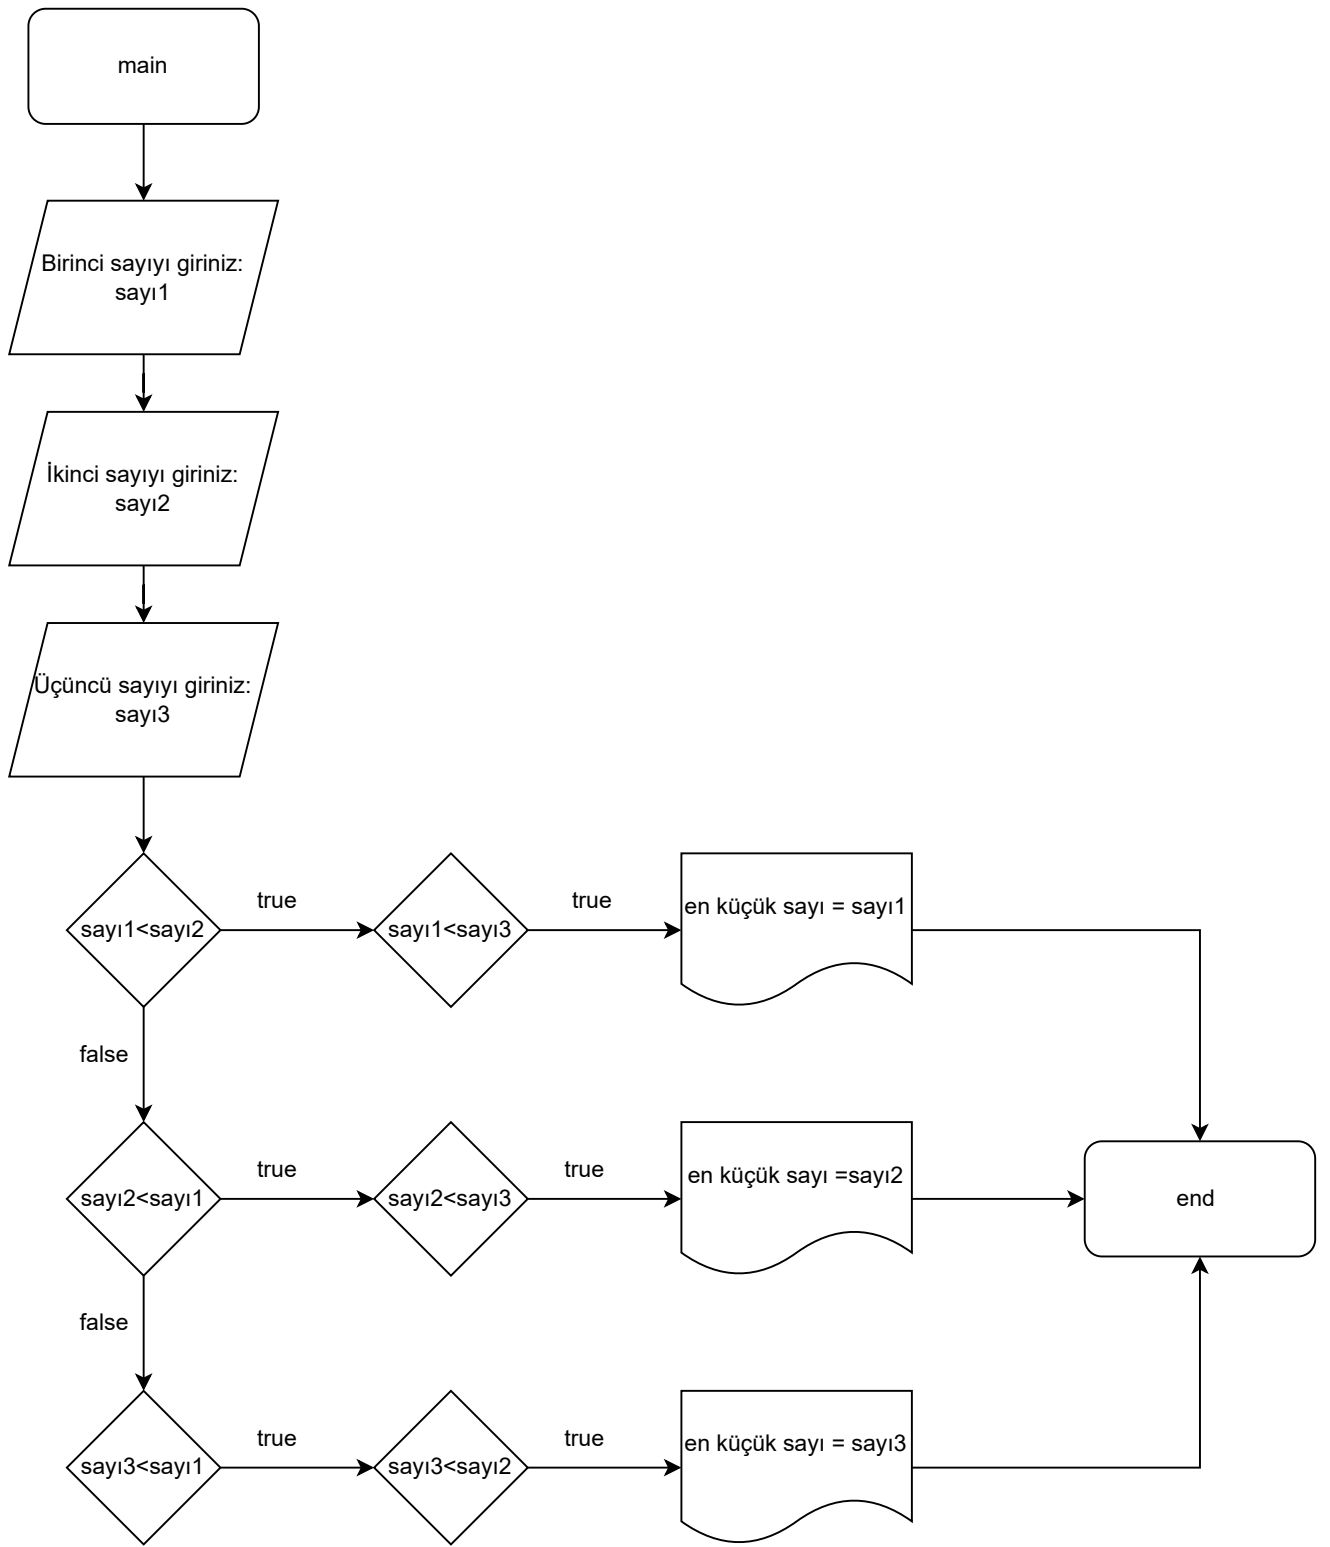 main
Birinci sayıyı giriniz:
sayı1
İkinci sayıyı giriniz:
sayı2
Üçüncü sayıyı giriniz:
sayı3
sayı1<sayı2
true
sayı1<sayı3
true
en küçük sayı = sayı1
false
sayı2<sayı1
true
sayı2<sayı3
true
en küçük sayı =sayı2
end
false
sayı3<sayı1
true
sayı3<sayı2
true
en küçük sayı = sayı3